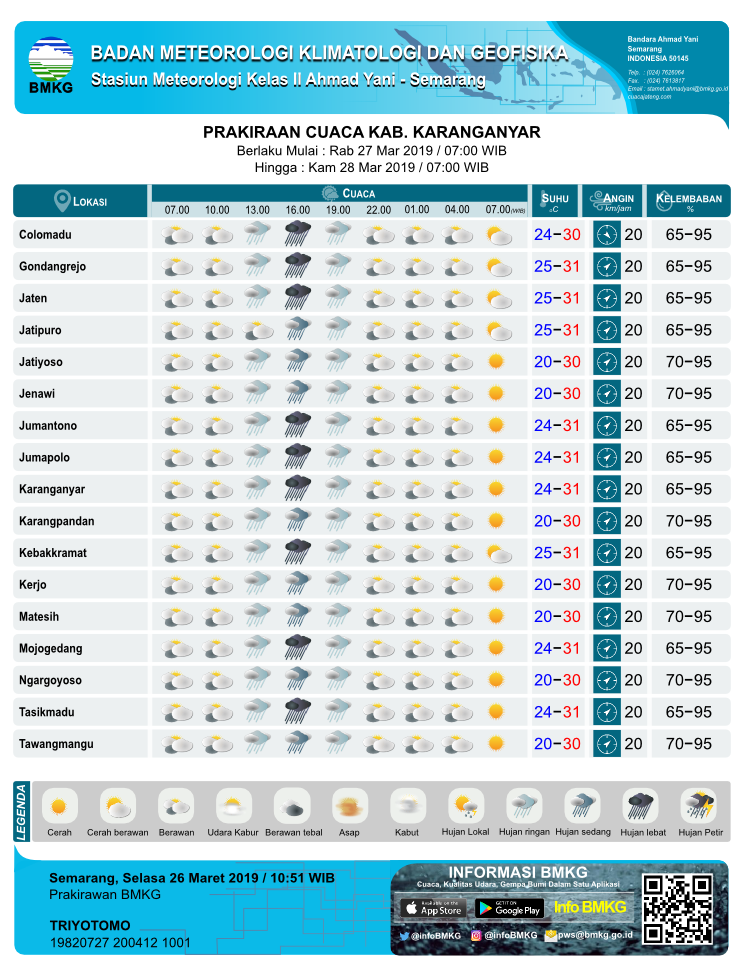 BMKG
BADAN METEOROLOGI KLIMATOLOGI DAN GEOFISIKA
Stasiun Meteorologi Kelas II Ahmad Yani - Semarang
Bandara Ahmad Yani
Semarang
INDONESIA 50145
Telp. : (024) 7626064
Fax. : (024) 7613817
Email : stamet.ahmadyani@bmkg.go.id
cuacajateng.com
PRAKIRAAN CUACA KAB. KARANGANYAR
Berlaku Mulai : Rab 27 Mar 2019 / 07:00 WIB
Hingga : Kam 28 Mar 2019 / 07:00 WIB
LOKASI CUACA SUHU °C ANGIN km/jam KELEMBABAN %
07.00 10.00 13.00 16.00 19.00 22.00 01.00 04.00 07.00 (WIB)
Colomadu 24-30 20 65-95
Gondangrejo 25-31 20 65-95
Jaten 25-31 20 65-95
Jatipuro 25-31 20 65-95
Jatiyoso 20-30 20 70-95
Jenawi 20-30 20 70-95
Jumantono 24-31 20 65-95
Jumapolo 24-31 20 65-95
Karanganyar 24-31 20 65-95
Karangpandan 20-30 20 70-95
Kebakkramat 25-31 20 65-95
Kerjo 20-30 20 70-95
Matesih 20-30 20 70-95
Mojogedang 24-31 20 65-95
Ngargoyoso 20-30 20 70-95
Tasikmadu 24-31 20 65-95
Tawangmangu 20-30 20 70-95
LEGENDA
Cerah Cerah berawan Berawan Udara Kabur Berawan tebal Asap Kabut Hujan Lokal Hujan ringan Hujan sedang Hujan lebat Hujan Petir
Semarang, Selasa 26 Maret 2019 / 10:51 WIB
Prakirawan BMKG
TRIYOTOMO
19820727 200412 1001
INFORMASI BMKG
Cuaca, Kualitas Udara, Gempa Bumi Dalam Satu Aplikasi
Available on the App Store
GET IT ON Google Play
Info BMKG
@infoBMKG @infoBMKG pws@bmkg.go.id